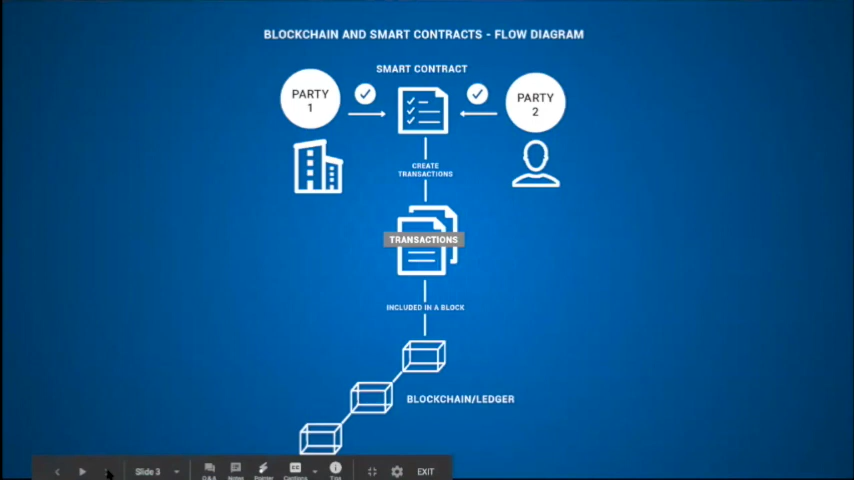 BLOCKCHAIN AND SMART CONTRACTS - FLOW DIAGRAM
SMART CONTRACT
PARTY
1
PARTY
2
CREATE
TRANSACTIONS
TRANSACTIONS
INCLUDED IN A BLOCK
BLOCKCHAIN/LEDGER
Slide 3
Q&A
Notes
Pointer
Captions
Tips
EXIT